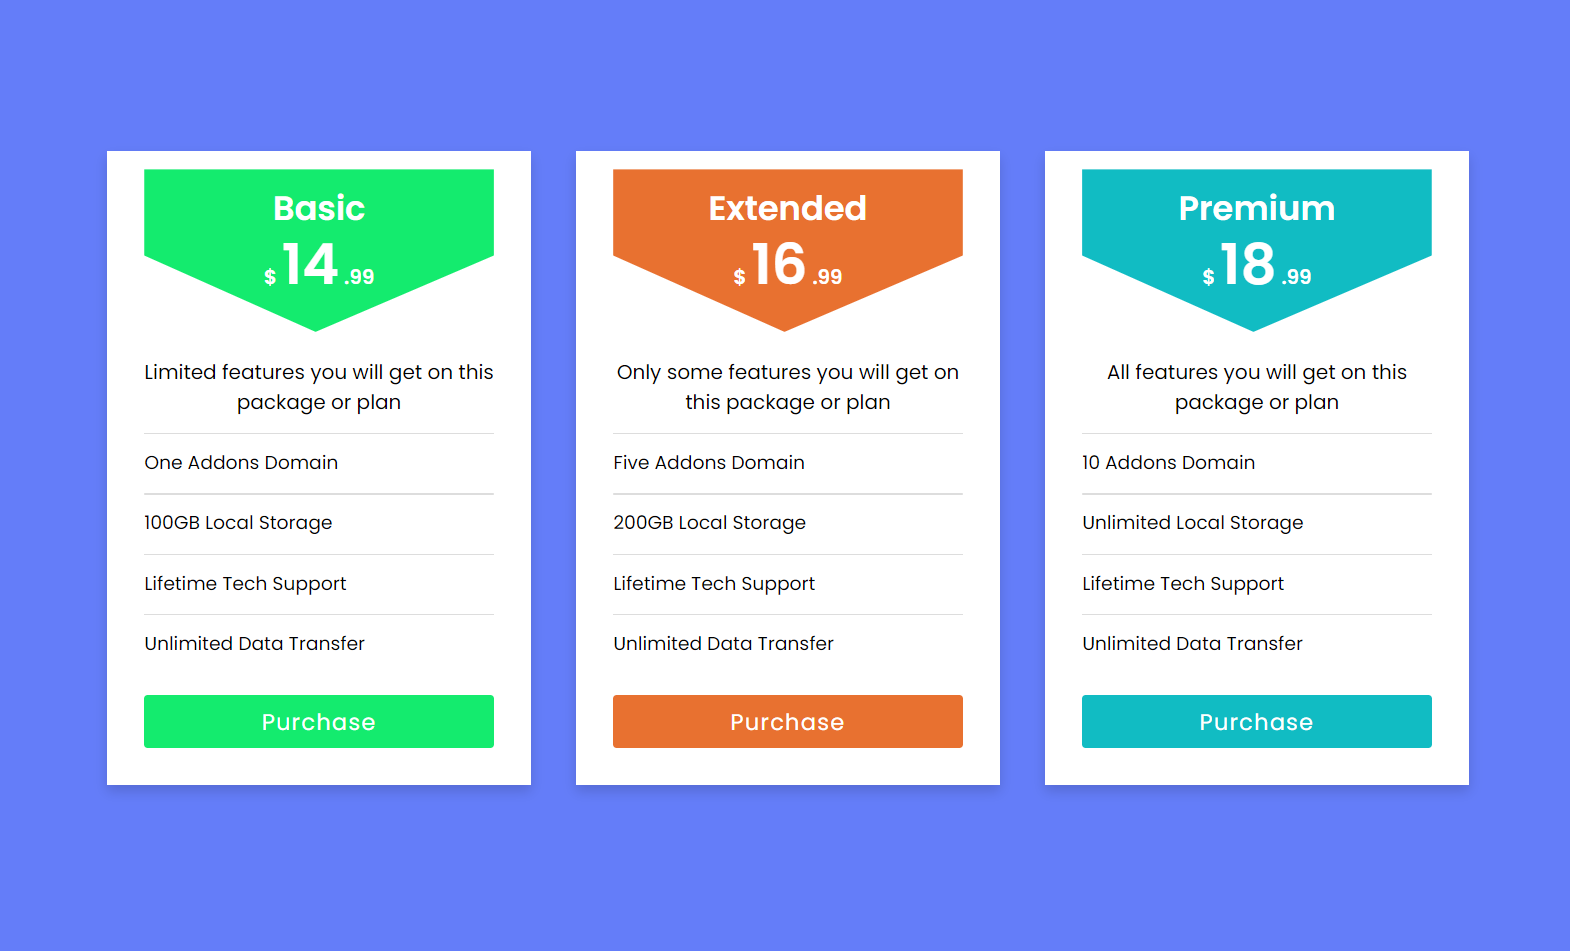 Basic
$ 14 .99
Limited features you will get on this
package or plan
One Addons Domain
100GB Local Storage
Lifetime Tech Support
Unlimited Data Transfer
Purchase
Extended
$ 16 .99
Only some features you will get on
this package or plan
Five Addons Domain
200GB Local Storage
Lifetime Tech Support
Unlimited Data Transfer
Purchase
Premium
$ 18 .99
All features you will get on this
package or plan
10 Addons Domain
Unlimited Local Storage
Lifetime Tech Support
Unlimited Data Transfer
Purchase